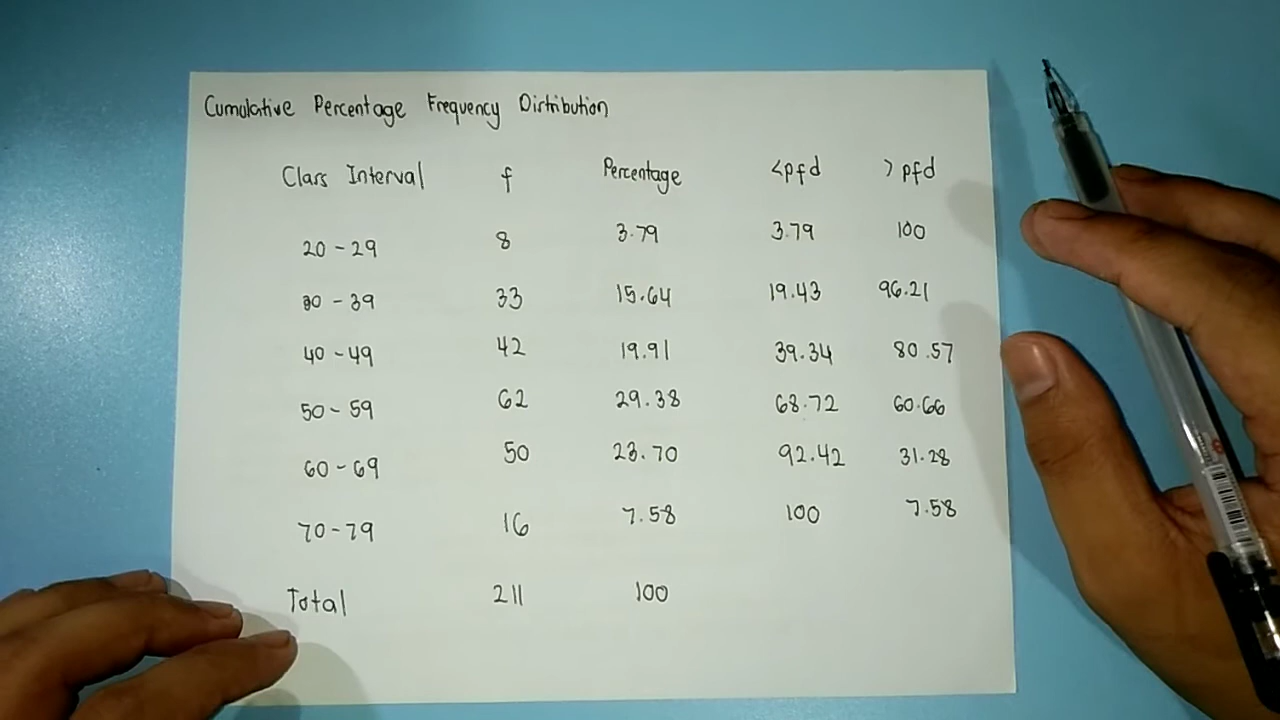 Cumulative Percentage Frequency Distribution
Class Interval f Percentage <pfd >pfd
20 - 29 8 3.79 3.79 100
30 - 39 33 15.64 19.43 96.21
40 - 49 42 19.91 39.34 80.57
50 - 59 62 29.38 68.72 60.66
60 - 69 50 23.70 92.42 31.28
70 - 79 16 7.58 100 7.58
Total 211 100